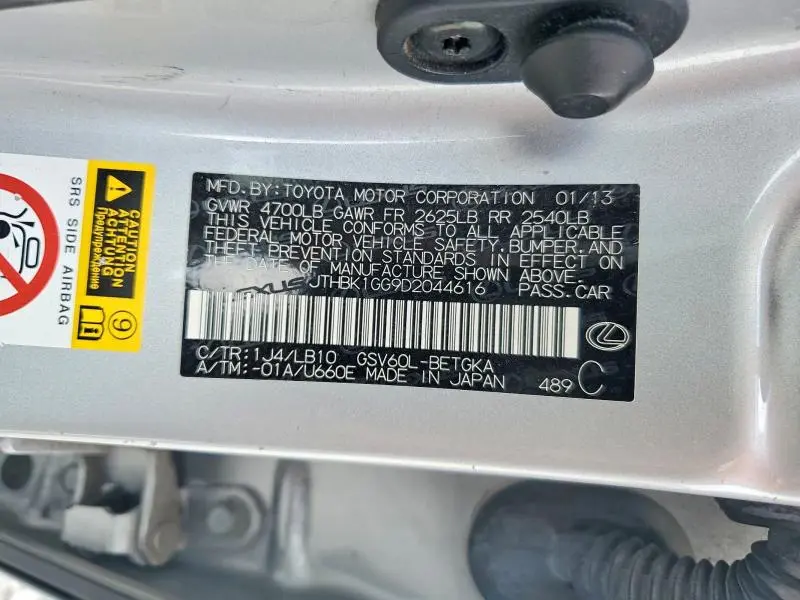 MFD. BY: TOYOTA MOTOR CORPORATION 01/13
GVWR 4700LB GAWR FR 2625LB RR 2540LB
THIS VEHICLE CONFORMS TO ALL APPLICABLE
FEDERAL MOTOR VEHICLE SAFETY, BUMPER, AND
THEFT PREVENTION STANDARDS IN EFFECT ON
THE DATE OF MANUFACTURE SHOWN ABOVE.
JTHBK1GG9D2044616 PASS. CAR
C/TR: 1J4/LB10 GSV60L-BETGKA
A/TM: -01A/U660E MADE IN JAPAN 489 C
CAUTION
ATTENTION
ACHTUNG
Предупреждение
SRS SIDE AIRBAG
9